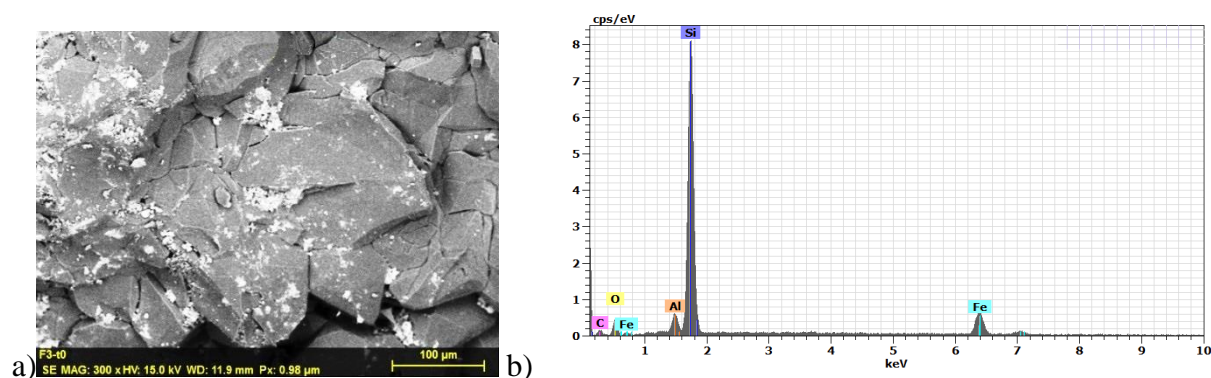 a)
F3-t0
100 µm
SE MAG: 300 x HV: 15.0 kV WD: 11.9 mm Px: 0.98 µm
b)
cps/eV
Si
8
7
6
5
4
3
2
1
0
O
C
Fe
Al
Fe
1 2 3 4 5 6 7 8 9 10
keV